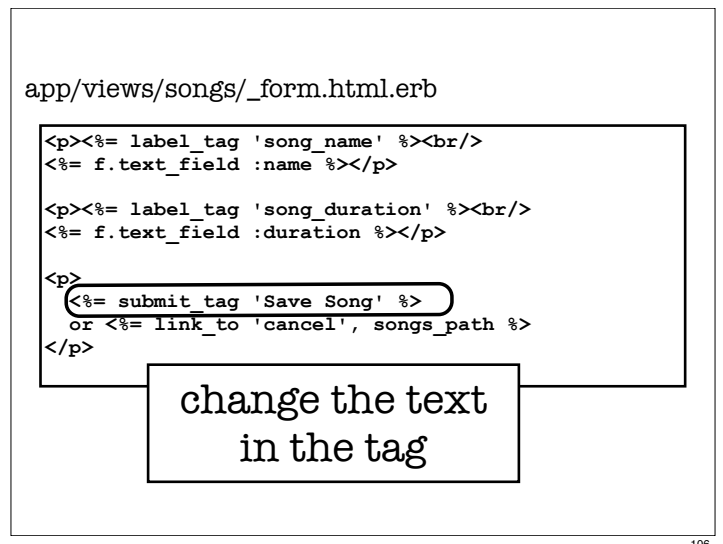 app/views/songs/_form.html.erb
<p><%= label_tag 'song_name' %><br/>
<%= f.text_field :name %></p>
<p><%= label_tag 'song_duration' %><br/>
<%= f.text_field :duration %></p>
<p>
<%= submit_tag 'Save Song' %>
or <%= link_to 'cancel', songs_path %>
</p>
change the text
in the tag
106